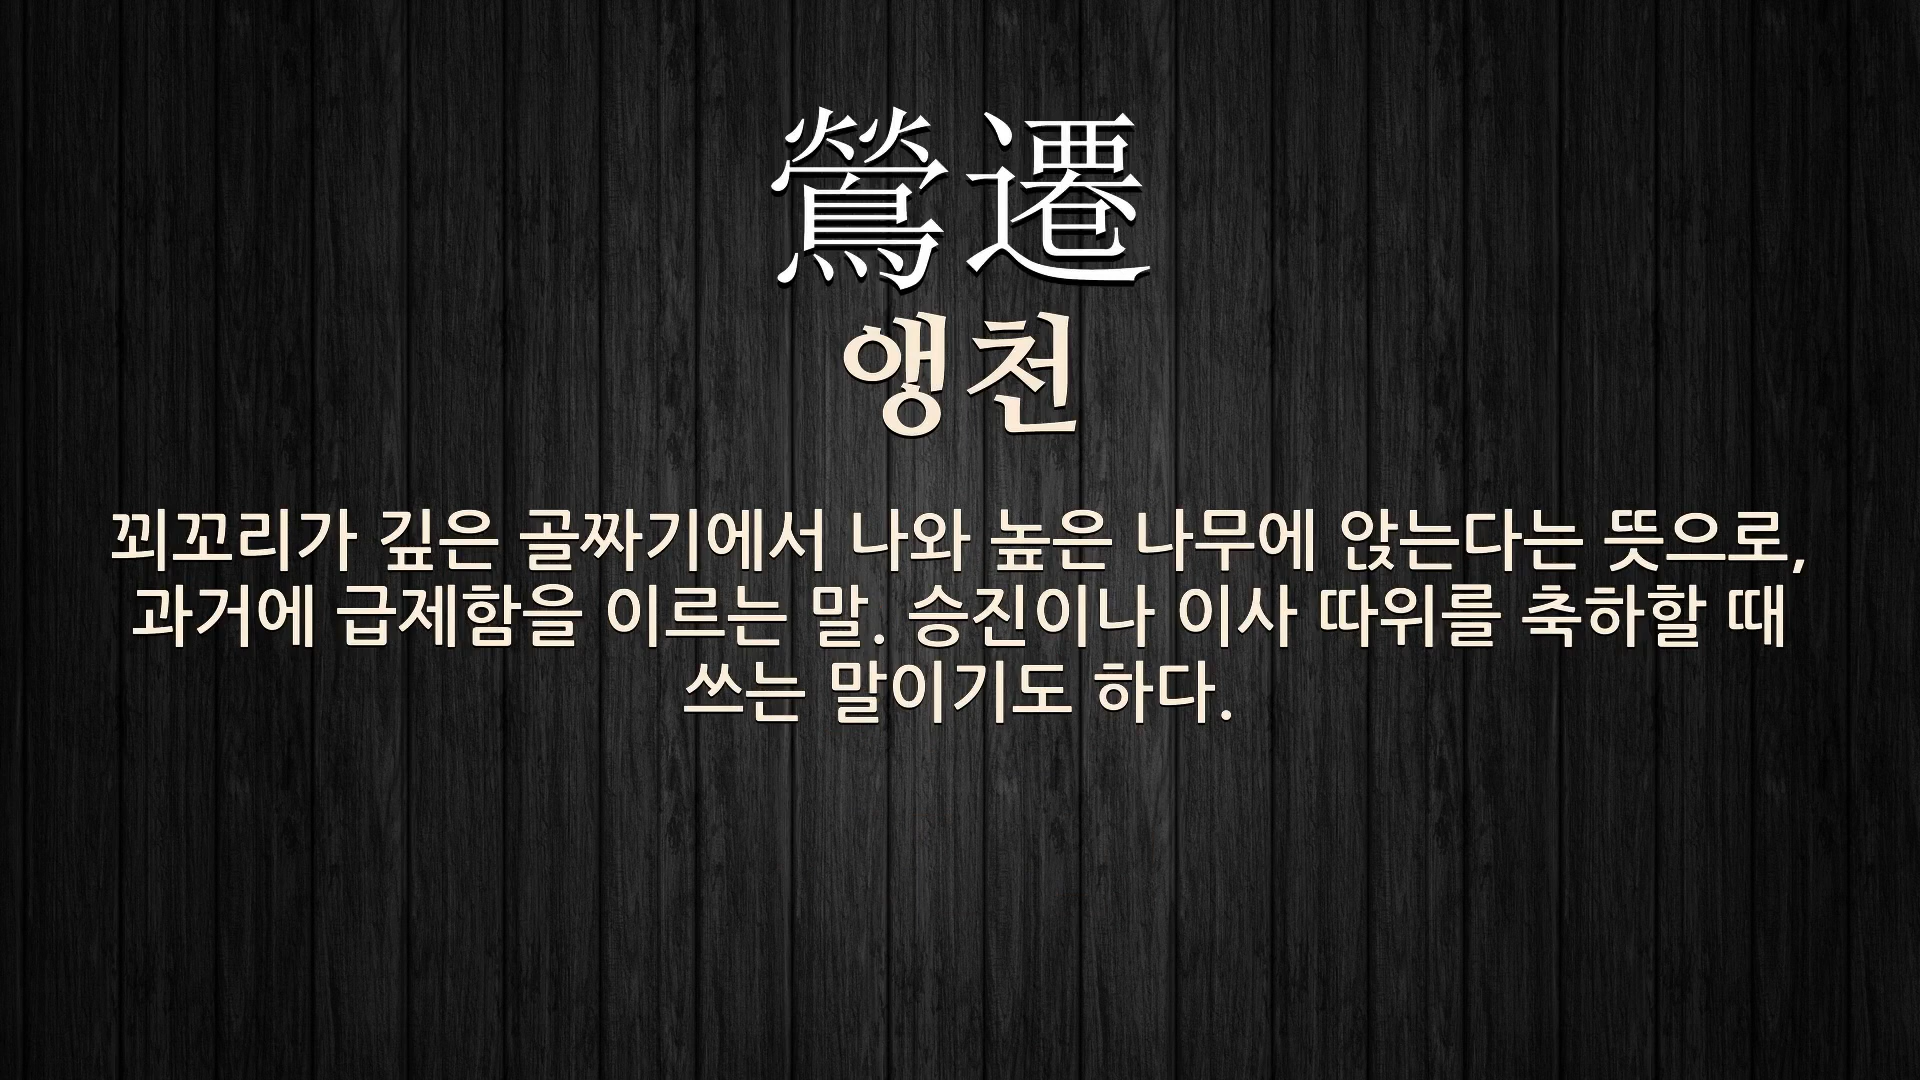 鶯遷
앵천
꾀꼬리가 깊은 골짜기에서 나와 높은 나무에 앉는다는 뜻으로,
과거에 급제함을 이르는 말. 승진이나 이사 따위를 축하할 때
쓰는 말이기도 하다.